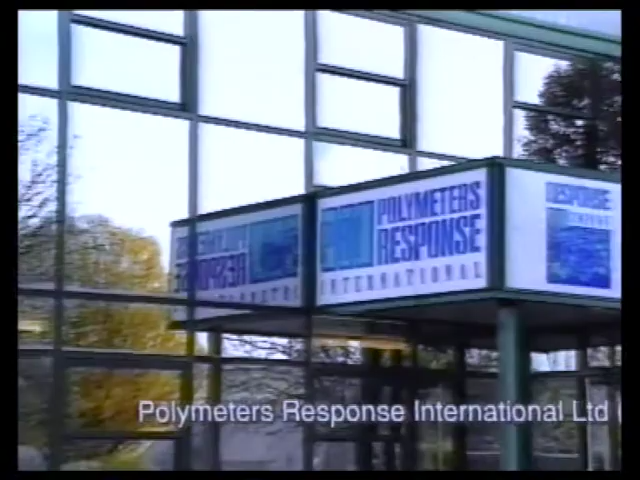 POLYMETERS
RESPONSE
INTERNATIONAL
RESPONSE
Polymeters Response International Ltd